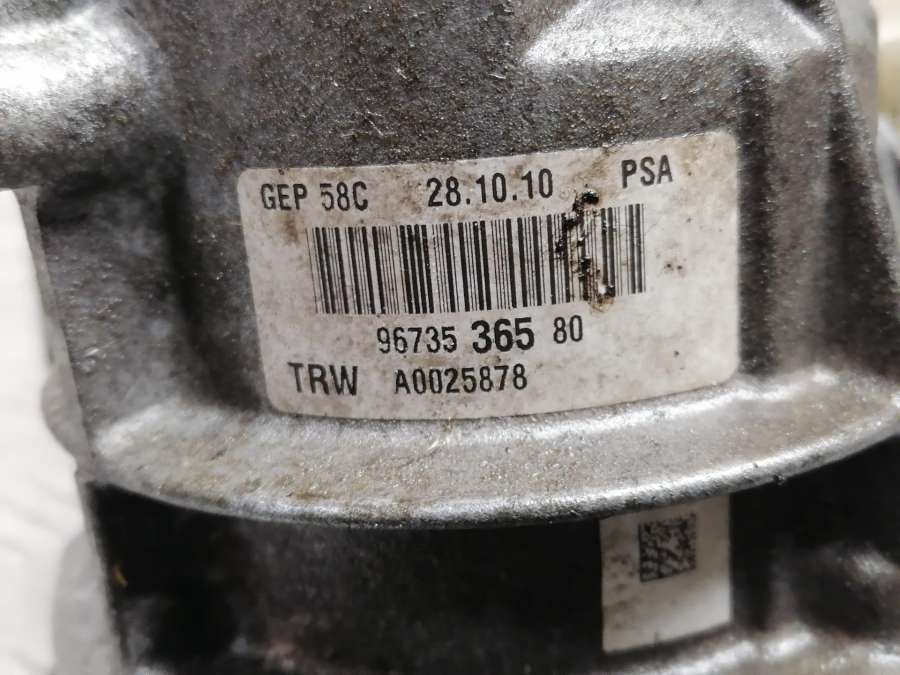 GEP 58C 28.10.10 PSA
96735 365 80
TRW A0025878